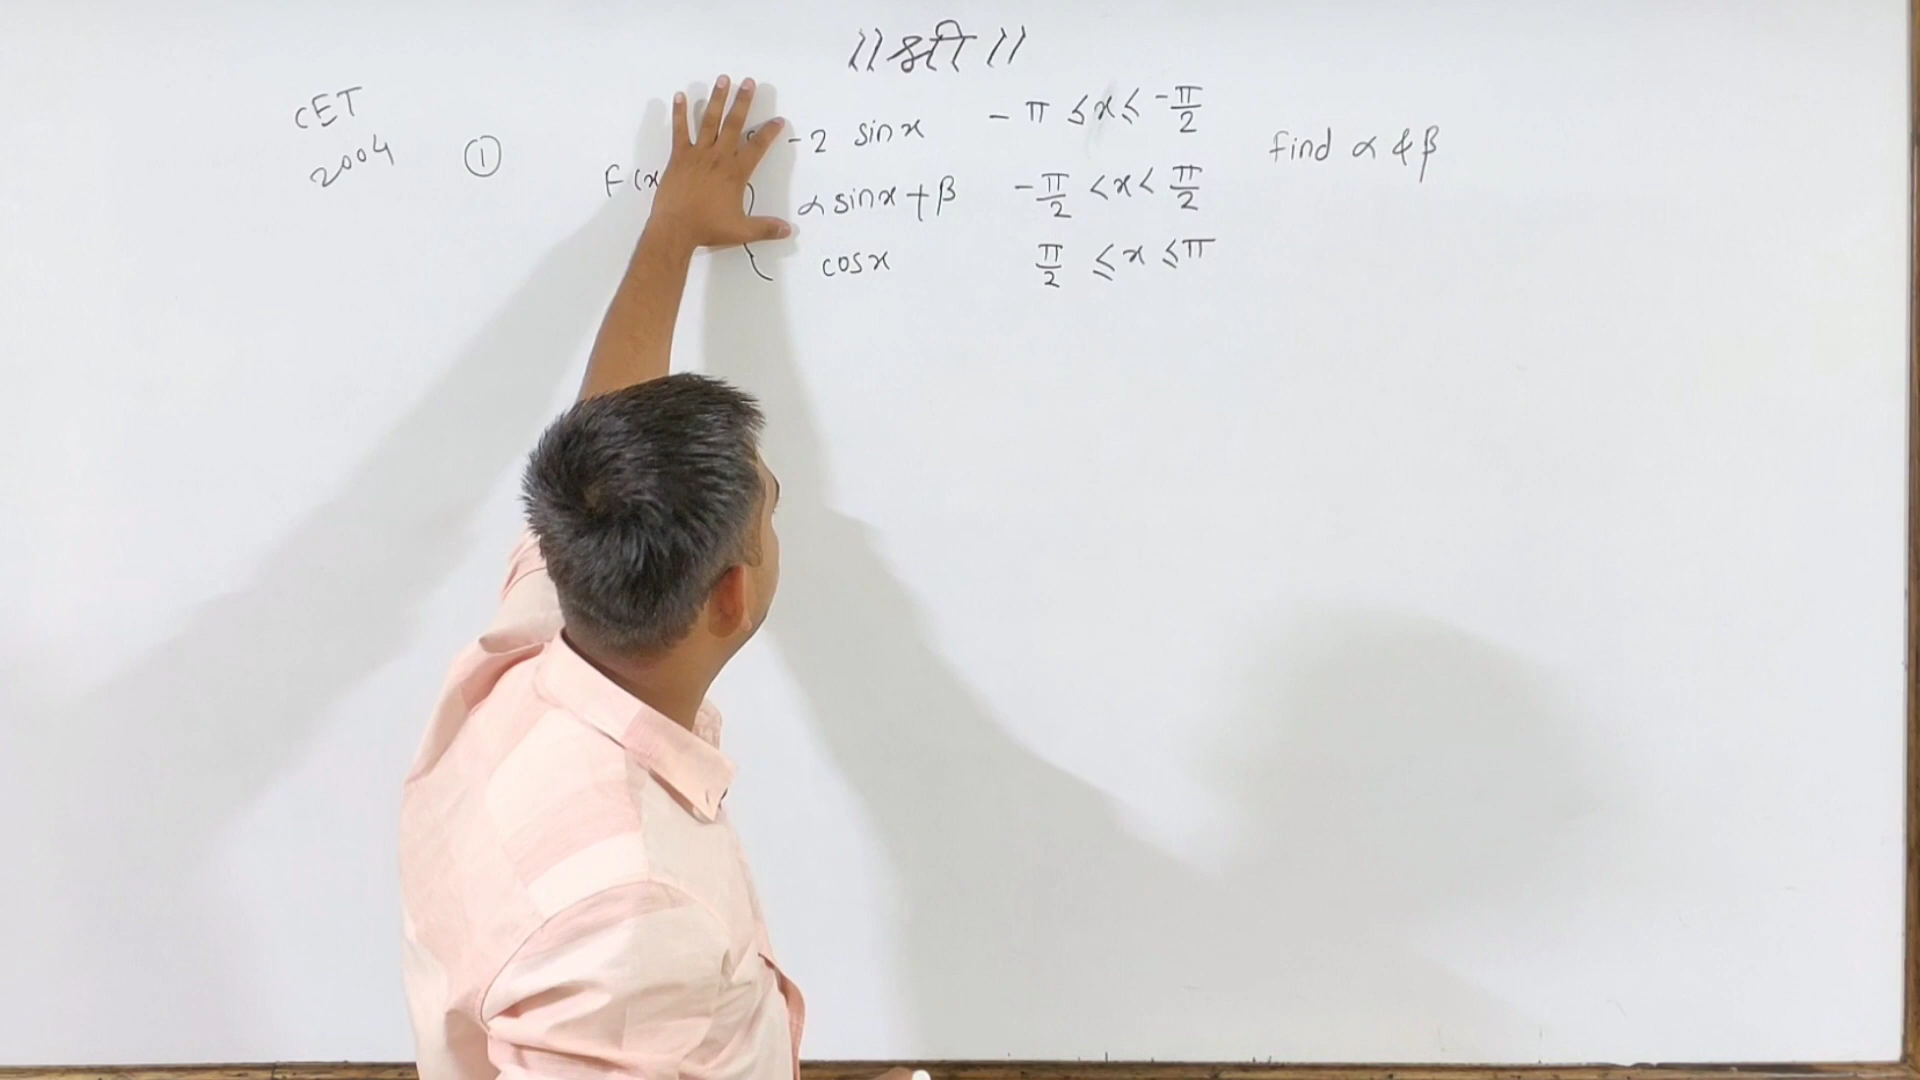 ॥ श्री ॥
CET
2004
①
F(x
-2 sinx   -π ≤ x ≤ -π/2
α sinx + β   -π/2 < x < π/2
cosx   π/2 ≤ x ≤ π
find α & β